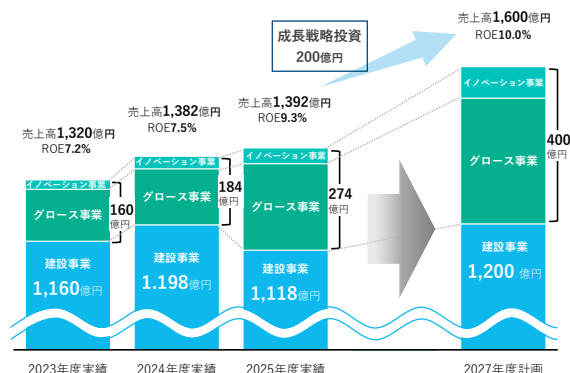 売上高1,600億円
ROE10.0%
成長戦略投資
200億円
売上高1,382億円
ROE7.5%
売上高1,392億円
ROE9.3%
売上高1,320億円
ROE7.2%
イノベーション事業
グロース事業
160
億円
建設事業
1,160億円
イノベーション事業
グロース事業
184
億円
建設事業
1.198億円
イノベーション事業
グロース事業
274
億円
建設事業
1,118億円
イノベーション事業
グロース事業
400
億円
建設事業
1,200 億円
2023年度実績
2024年度実績
2025年度実績
2027年度計画